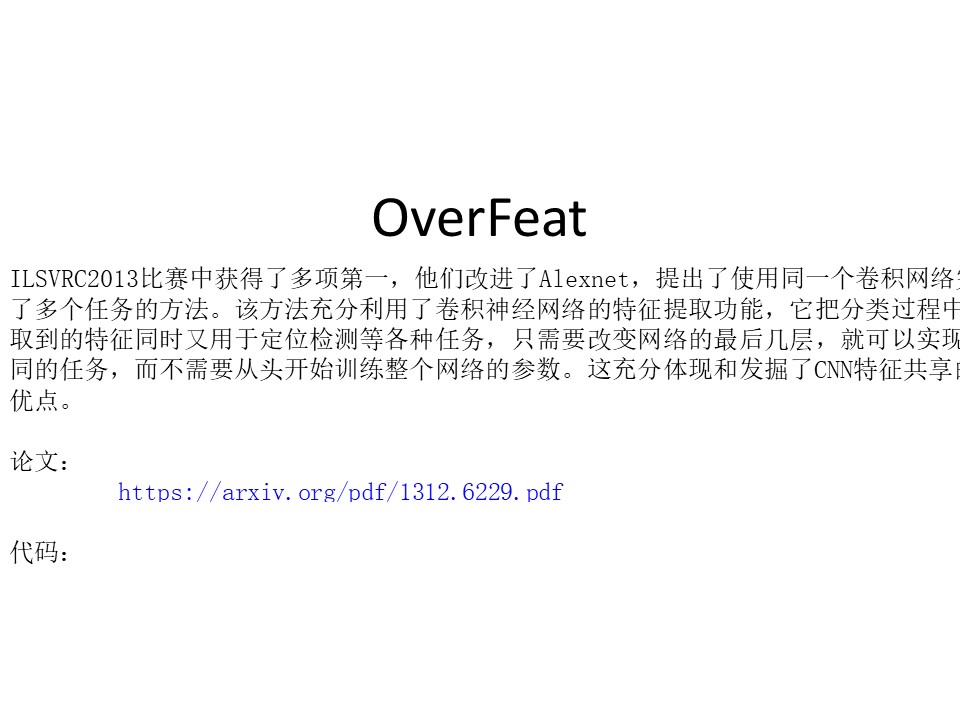 OverFeat
ILSVRC2013比赛中获得了多项第一，他们改进了Alexnet，提出了使用同一个卷积网络
了多个任务的方法。该方法充分利用了卷积神经网络的特征提取功能，它把分类过程中
取到的特征同时又用于定位检测等各种任务，只需要改变网络的最后几层，就可以实现
同的任务，而不需要从头开始训练整个网络的参数。这充分体现和发掘了CNN特征共享的
优点。
论文：
https://arxiv.org/pdf/1312.6229.pdf
代码：